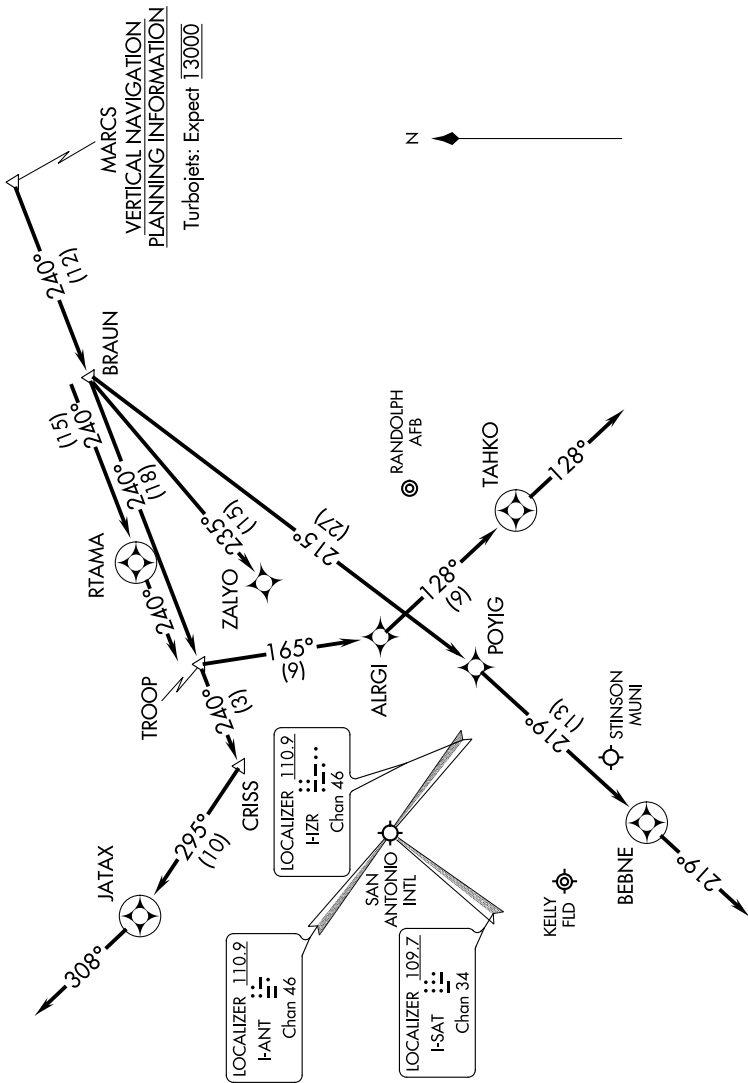 MARCS
VERTICAL NAVIGATION
PLANNING INFORMATION
Turbojets: Expect 13000
N
240°
(12)
BRAUN
(15)
240°
240°
(18)
235°
(15)
215°
(27)
RTAMA
240°
ZALYO
RANDOLPH
AFB
TAHKO
128°
128°
(9)
TROOP
165°
(9)
ALRGI
POYIG
240°
(3)
CRISS
295°
(10)
JATAX
308°
219°
(13)
STINSON
MUNI
BEBNE
219°
KELLY
FLD
SAN
ANTONIO
INTL
LOCALIZER 110.9
I-IZR
Chan 46
LOCALIZER 110.9
I-ANT
Chan 46
LOCALIZER 109.7
I-SAT
Chan 34